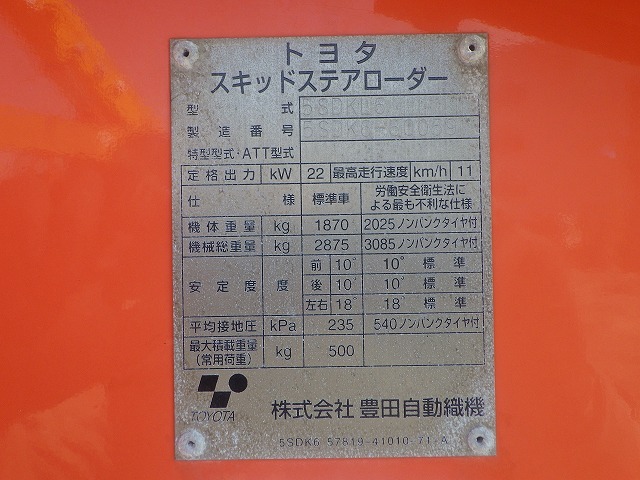 トヨタ
スキッドステアローダー
型 式
製造番号
特型型式・ATT型式
定格出力 kW 22 最高走行速度 km/h 11
仕 様 標準車 労働安全衛生法に
よる最も不利な仕様
機体重量 kg 1870 2025ノンパンクタイヤ付
機械総重量 kg 2875 3085ノンパンクタイヤ付
前 10° 10° 標 準
安定度 度 後 10° 10° 標 準
左右 18° 18° 標 準
平均接地圧 kPa 235 540ノンパンクタイヤ付
最大積載重量
(常用荷重) kg 500
TOYOTA
株式会社 豊田自動織機
5SDK6 57819-41010-71-A